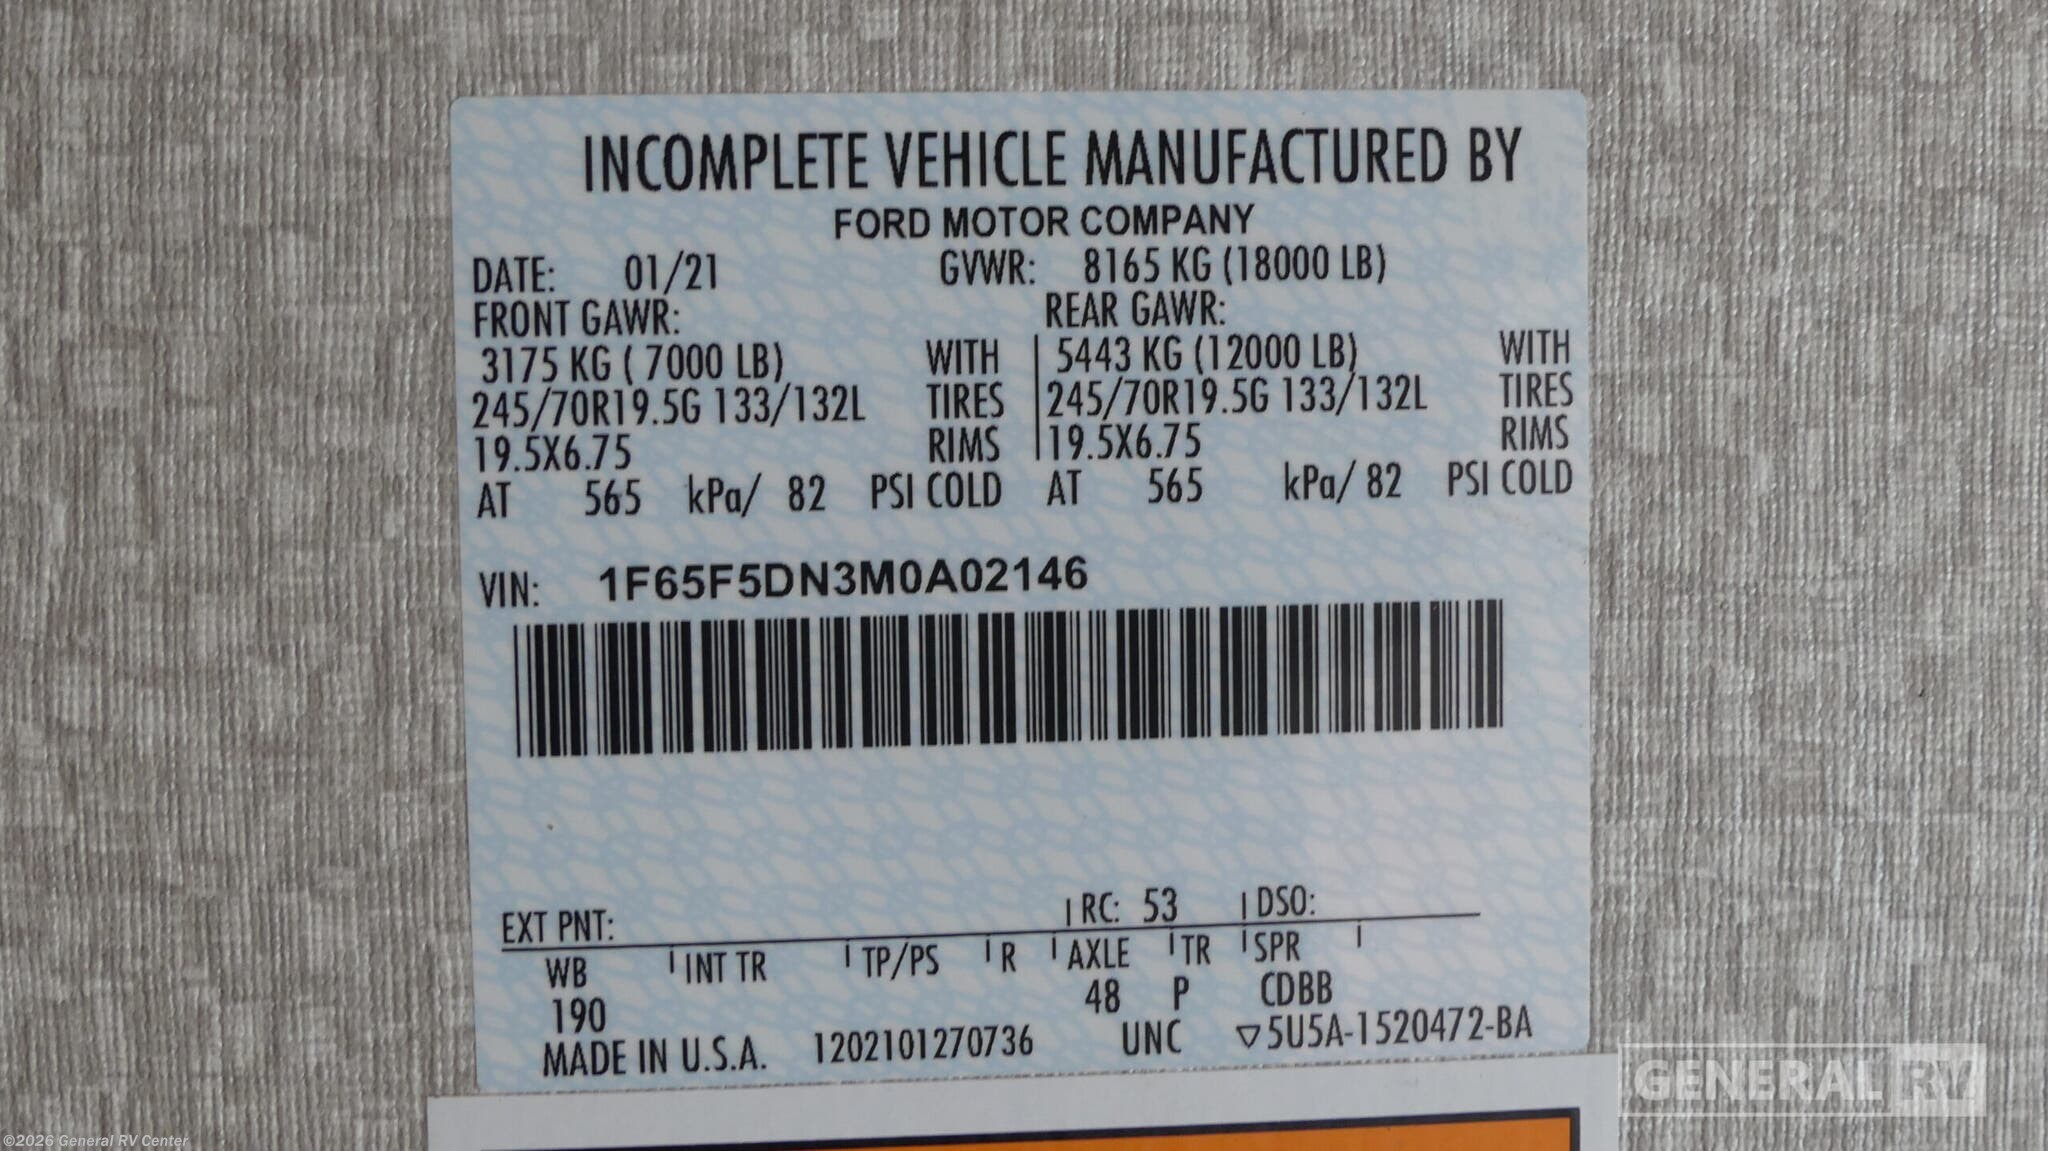 INCOMPLETE VEHICLE MANUFACTURED BY
FORD MOTOR COMPANY
DATE: 01/21 GVWR: 8165 KG (18000 LB)
FRONT GAWR: REAR GAWR:
3175 KG ( 7000 LB) WITH 5443 KG (12000 LB) WITH
245/70R19.5G 133/132L TIRES 245/70R19.5G 133/132L TIRES
19.5X6.75 RIMS 19.5X6.75 RIMS
AT 565 kPa/ 82 PSI COLD AT 565 kPa/ 82 PSI COLD
VIN: 1F65F5DN3M0A02146
EXT PNT: RC: 53 DSO:
WB INT TR TP/PS R AXLE TR SPR
190 48 P CDBB
MADE IN U.S.A. 1202101270736 UNC ▽5U5A-1520472-BA
GENERAL RV
©2026 General RV Center